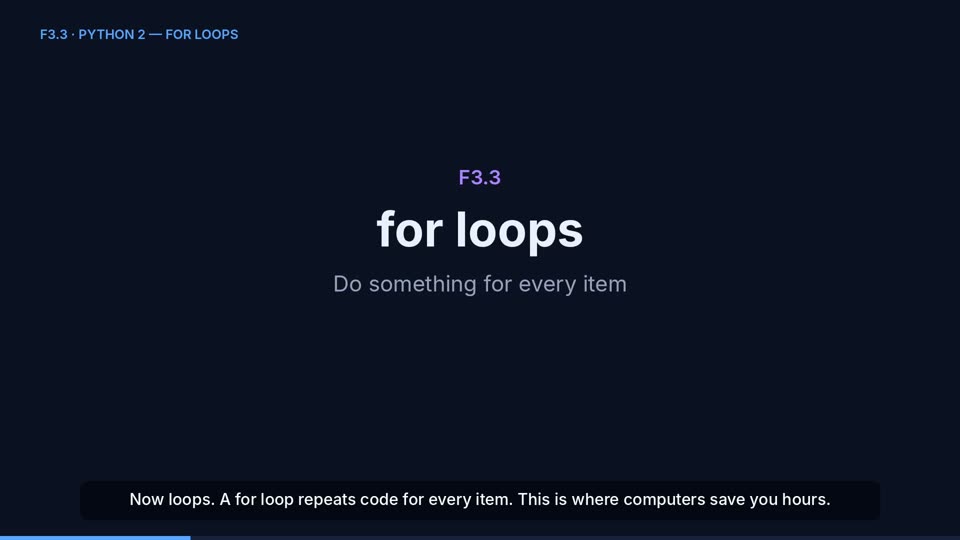 F3.3 · PYTHON 2 — FOR LOOPS
F3.3
for loops
Do something for every item
Now loops. A for loop repeats code for every item. This is where computers save you hours.